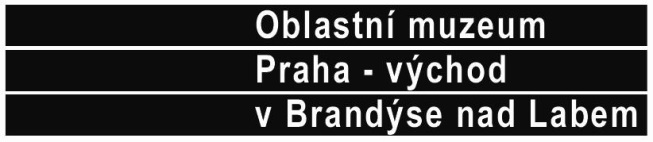 Oblastní muzeum
Praha - východ
v Brandýse nad Labem